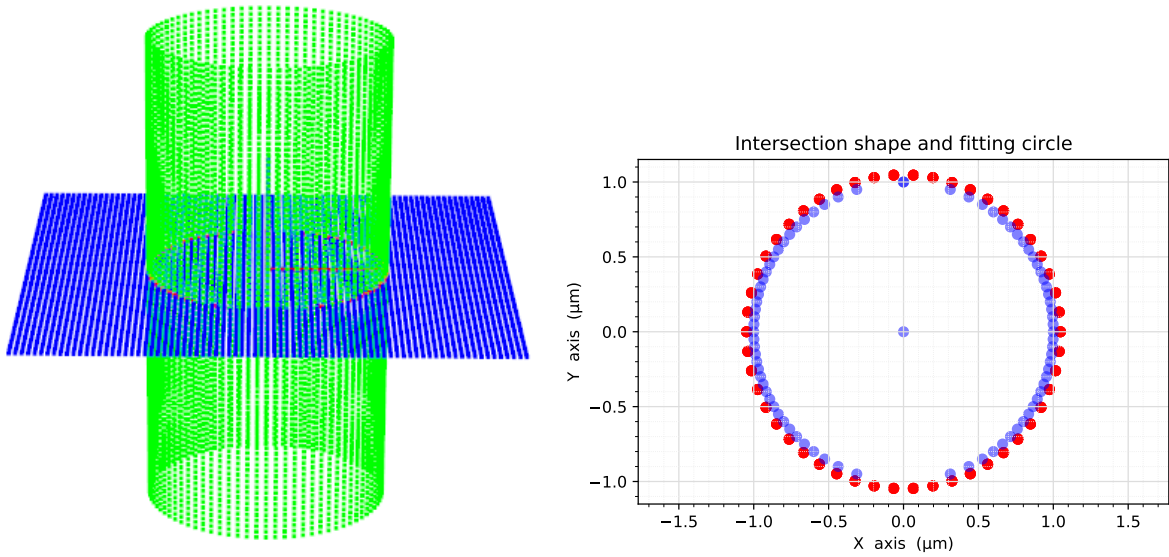 Intersection shape and fitting circle
1.0
0.5
0.0
−0.5
−1.0
Y axis (μm)
−1.5 −1.0 −0.5 0.0 0.5 1.0 1.5
X axis (μm)